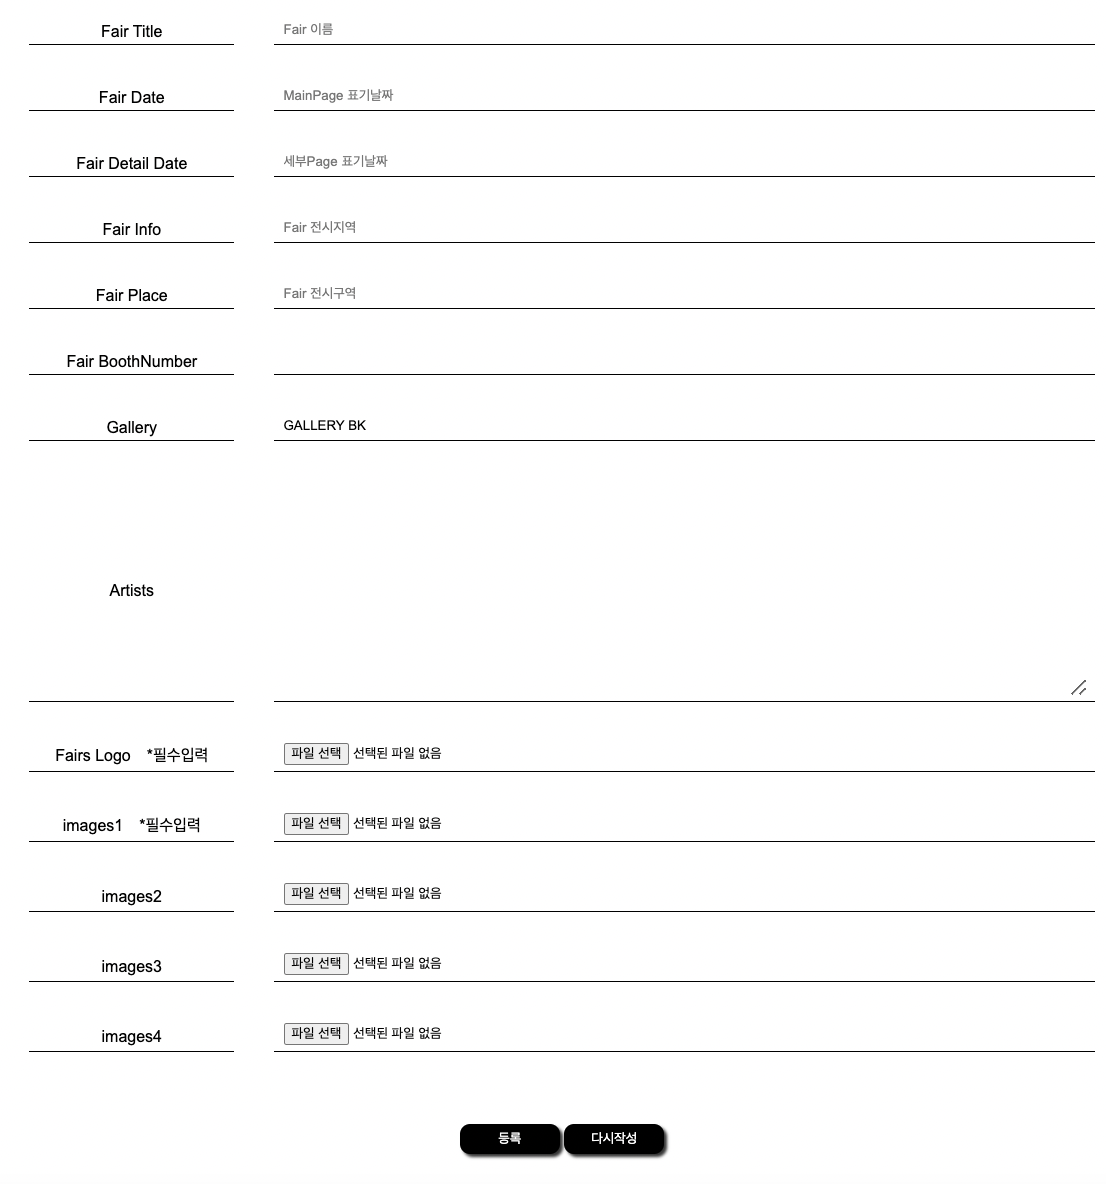 Fair Title Fair 이름
Fair Date MainPage 표기날짜
Fair Detail Date 세부Page 표기날짜
Fair Info Fair 전시지역
Fair Place Fair 전시구역
Fair BoothNumber
Gallery GALLERY BK
Artists
Fairs Logo *필수입력 파일 선택 선택된 파일 없음
images1 *필수입력 파일 선택 선택된 파일 없음
images2 파일 선택 선택된 파일 없음
images3 파일 선택 선택된 파일 없음
images4 파일 선택 선택된 파일 없음
등록 다시작성